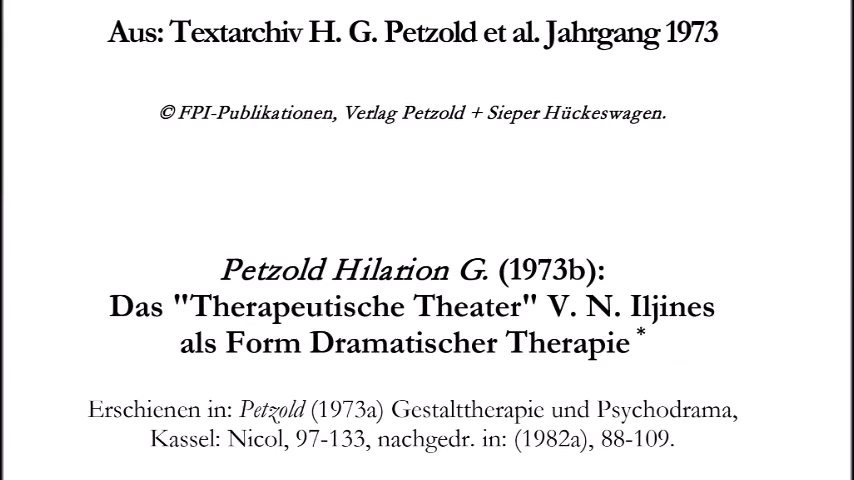 Aus: Textarchiv H. G. Petzold et al. Jahrgang 1973
© FPI-Publikationen, Verlag Petzold + Sieper Hückeswagen.
Petzold Hilarion G. (1973b):
Das "Therapeutische Theater" V. N. Iljines
als Form Dramatischer Therapie *
Erschienen in: Petzold (1973a) Gestalttherapie und Psychodrama,
Kassel: Nicol, 97-133, nachgedr. in: (1982a), 88-109.